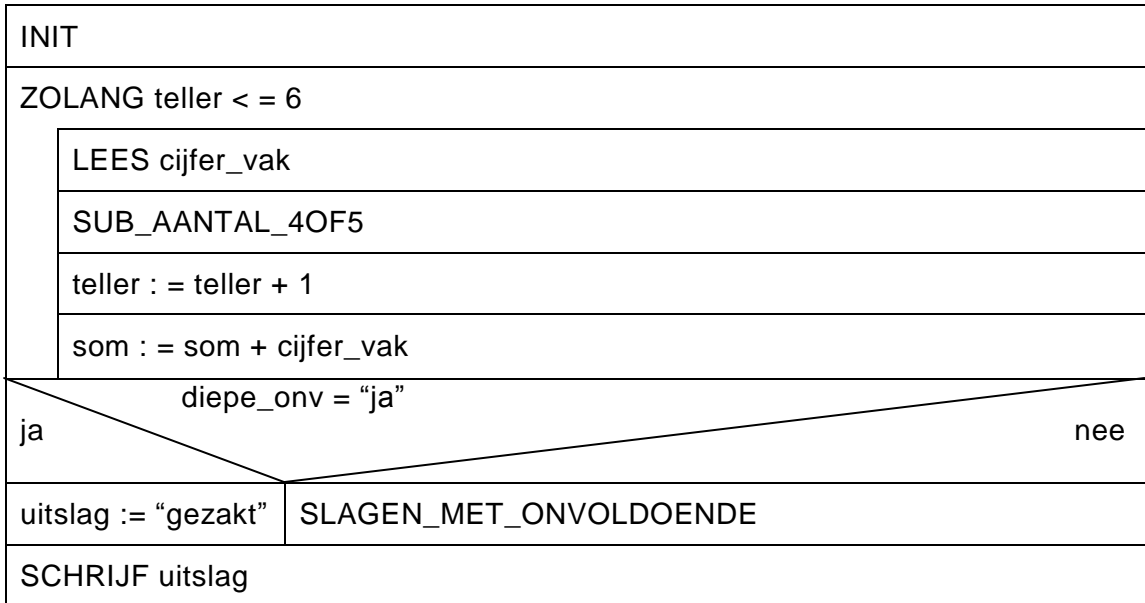 INIT
ZOLANG teller < = 6
LEES cijfer_vak
SUB_AANTAL_4OF5
teller : = teller + 1
som : = som + cijfer_vak
diepe_onv = “ja”
ja
nee
uitslag := “gezakt”
SLAGEN_MET_ONVOLDOENDE
SCHRIJF uitslag